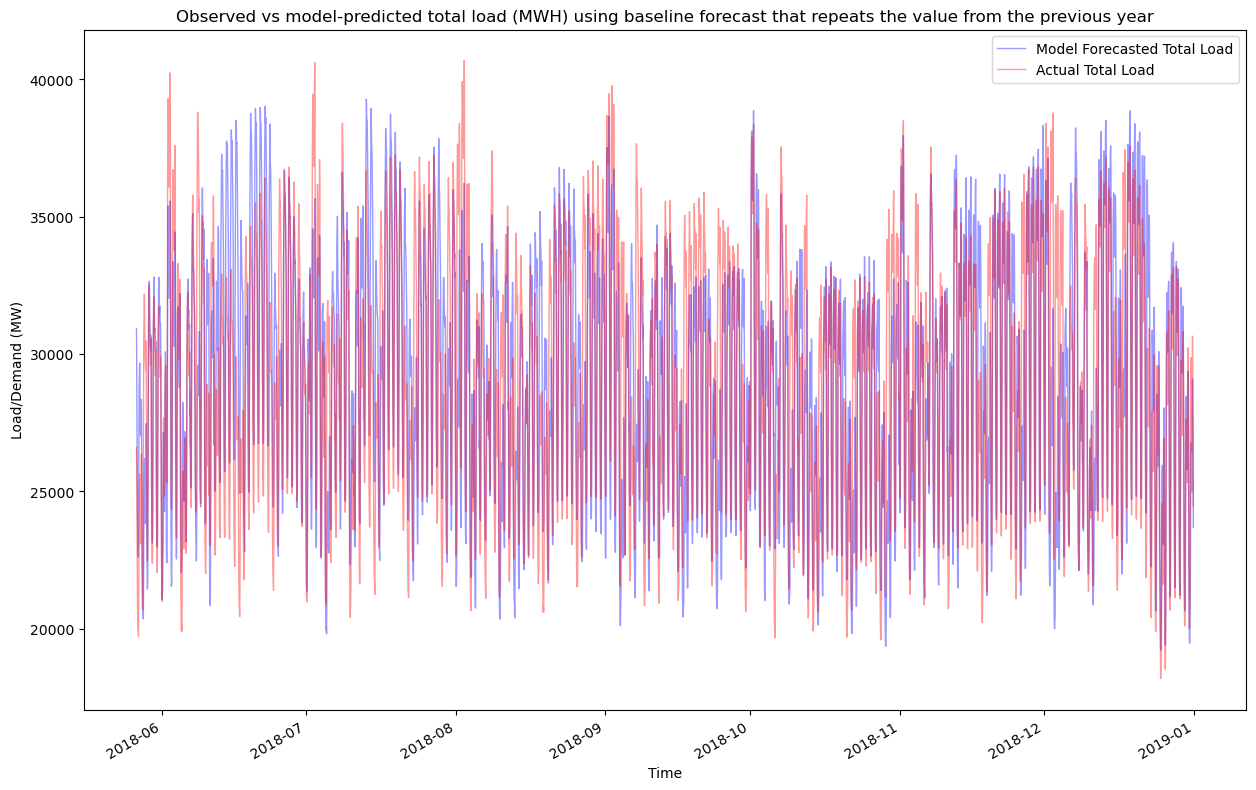 Observed vs model-predicted total load (MWH) using baseline forecast that repeats the value from the previous year
Model Forecasted Total Load
Actual Total Load
40000
35000
30000
25000
20000
Load/Demand (MW)
2018-06
2018-07
2018-08
2018-09
2018-10
2018-11
2018-12
2019-01
Time